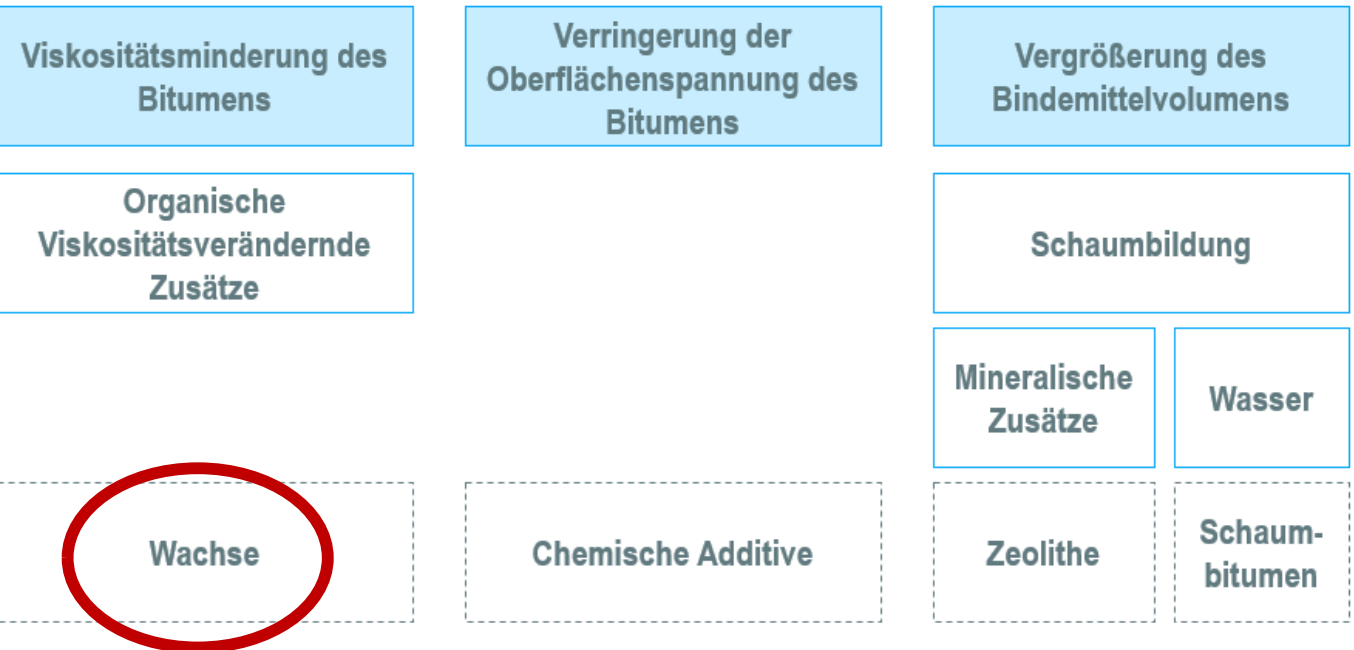 Viskositätsminderung des
Bitumens
Verringerung der
Oberflächenspannung des
Bitumens
Vergrößerung des
Bindemittelvolumens
Organische
Viskositätsverändernde
Zusätze
Schaumbildung
Mineralische
Zusätze
Wasser
Wachse
Chemische Additive
Zeolithe
Schaum-
bitumen